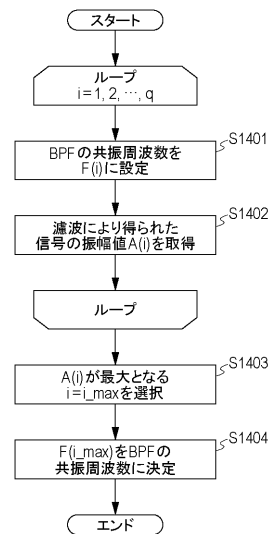 スタート
ループ
i=1, 2, …, q
BPFの共振周波数を
F(i)に設定
S1401
濾波により得られた
信号の振幅値A(i)を取得
S1402
ループ
A(i)が最大となる
i=i_maxを選択
S1403
F(i_max)をBPFの
共振周波数に決定
S1404
エンド